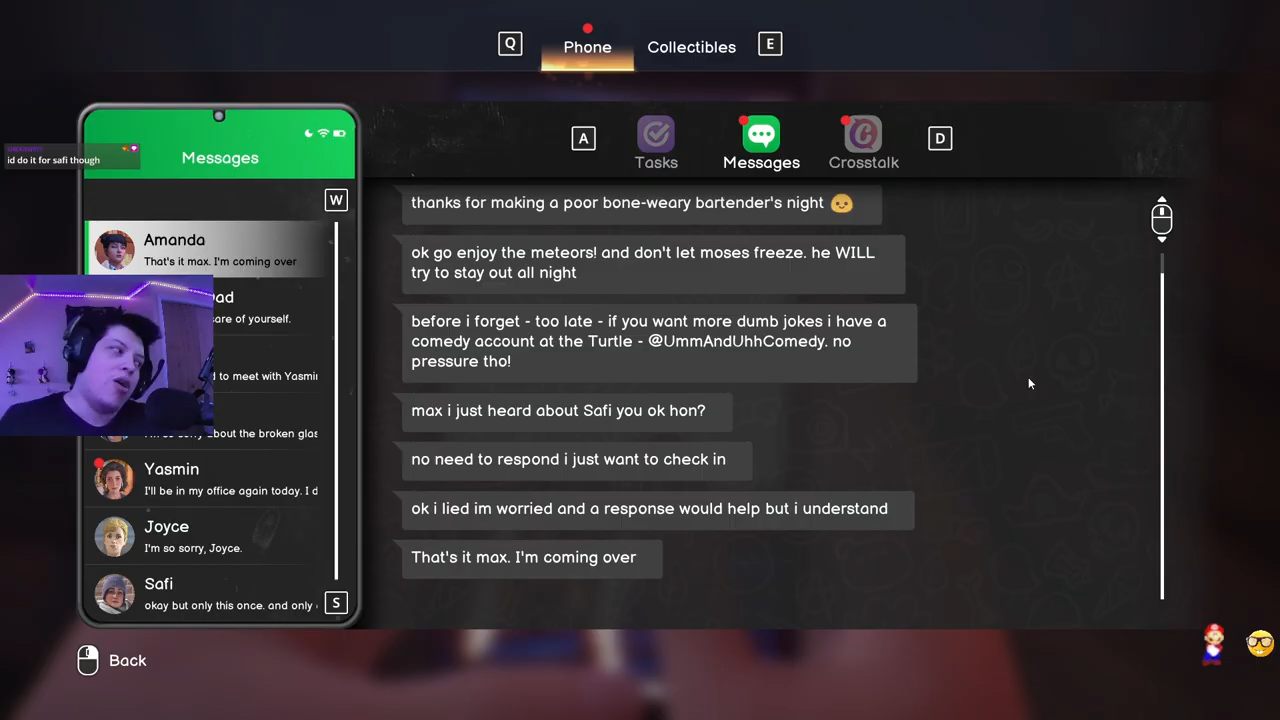 Q
Phone
Collectibles
E
Messages
id do it for safi though
A
Tasks
Messages
Crosstalk
D
W
Amanda
That's it max. I'm coming over
ad
are of yourself.
d to meet with Yasmin
I'm so sorry about the broken glas
Yasmin
I'll be in my office again today. I d
Joyce
I'm so sorry, Joyce.
Safi
okay but only this once. and only
S
thanks for making a poor bone-weary bartender's night
ok go enjoy the meteors! and don't let moses freeze. he WILL
try to stay out all night
before i forget - too late - if you want more dumb jokes i have a
comedy account at the Turtle - @UmmAndUhhComedy. no
pressure tho!
max i just heard about Safi you ok hon?
no need to respond i just want to check in
ok i lied im worried and a response would help but i understand
That's it max. I'm coming over
Back